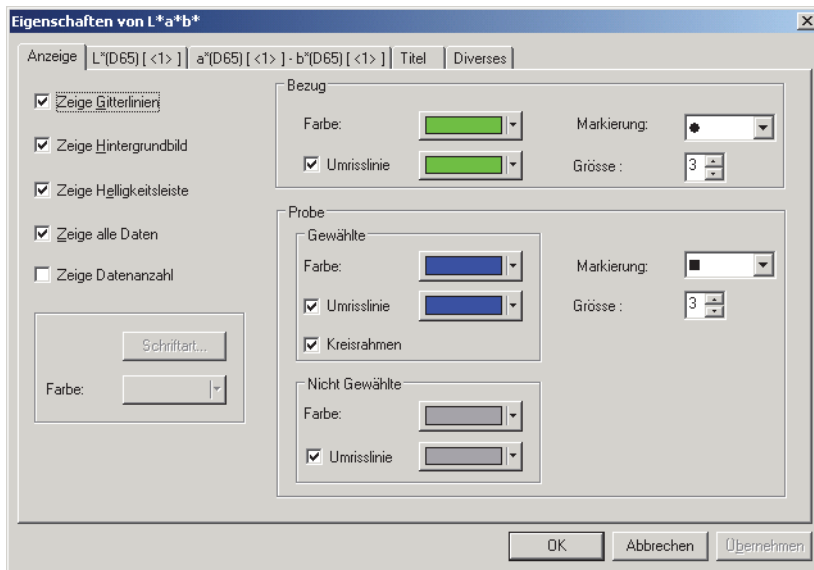 Eigenschaften von L*a*b*
Anzeige
L*(D65) [ <1> ]
a*(D65) [ <1> ] - b*(D65) [ <1> ]
Titel
Diverses
Zeige Gitterlinien
Zeige Hintergrundbild
Zeige Helligkeitsleiste
Zeige alle Daten
Zeige Datenanzahl
Schriftart...
Farbe:
Bezug
Farbe:
Markierung:
Umrisslinie
Grösse :
3
Probe
Gewählte
Farbe:
Markierung:
Umrisslinie
Grösse :
3
Kreisrahmen
Nicht Gewählte
Farbe:
Umrisslinie
OK
Abbrechen
Übernehmen